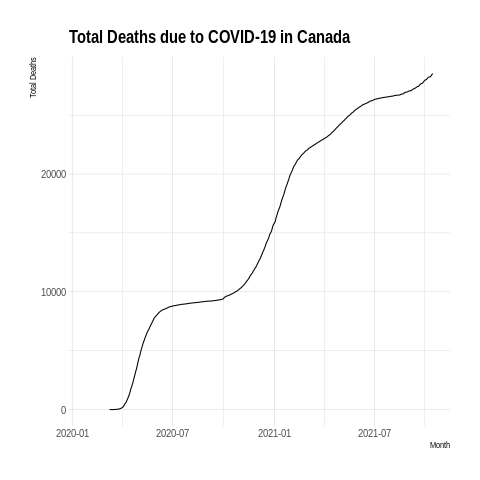 Total Deaths due to COVID-19 in Canada
Total Deaths
20000
10000
0
2020-01 2020-07 2021-01 2021-07
Month